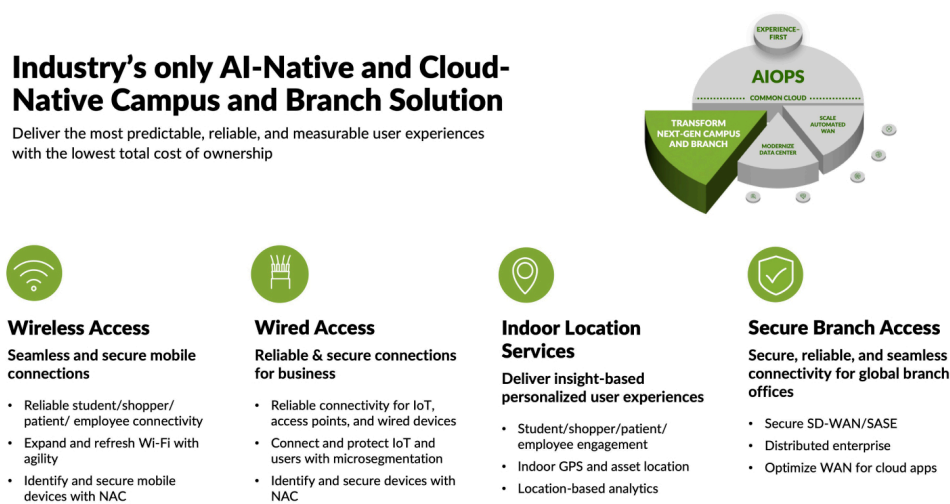 Industry's only AI-Native and Cloud-
Native Campus and Branch Solution
Deliver the most predictable, reliable, and measurable user experiences
with the lowest total cost of ownership
EXPERIENCE–
FIRST
AIOPS
COMMON CLOUD
TRANSFORM
NEXT-GEN CAMPUS
AND BRANCH
MODERNIZE
DATA CENTER
SCALE
AUTOMATED
WAN
Wireless Access
Seamless and secure mobile
connections
• Reliable student/shopper/
patient/ employee connectivity
• Expand and refresh Wi-Fi with
agility
• Identify and secure mobile
devices with NAC
Wired Access
Reliable & secure connections
for business
• Reliable connectivity for IoT,
access points, and wired devices
• Connect and protect IoT and
users with microsegmentation
• Identify and secure devices with
NAC
Indoor Location
Services
Deliver insight-based
personalized user experiences
• Student/shopper/patient/
employee engagement
• Indoor GPS and asset location
• Location-based analytics
Secure Branch Access
Secure, reliable, and seamless
connectivity for global branch
offices
• Secure SD-WAN/SASE
• Distributed enterprise
• Optimize WAN for cloud apps